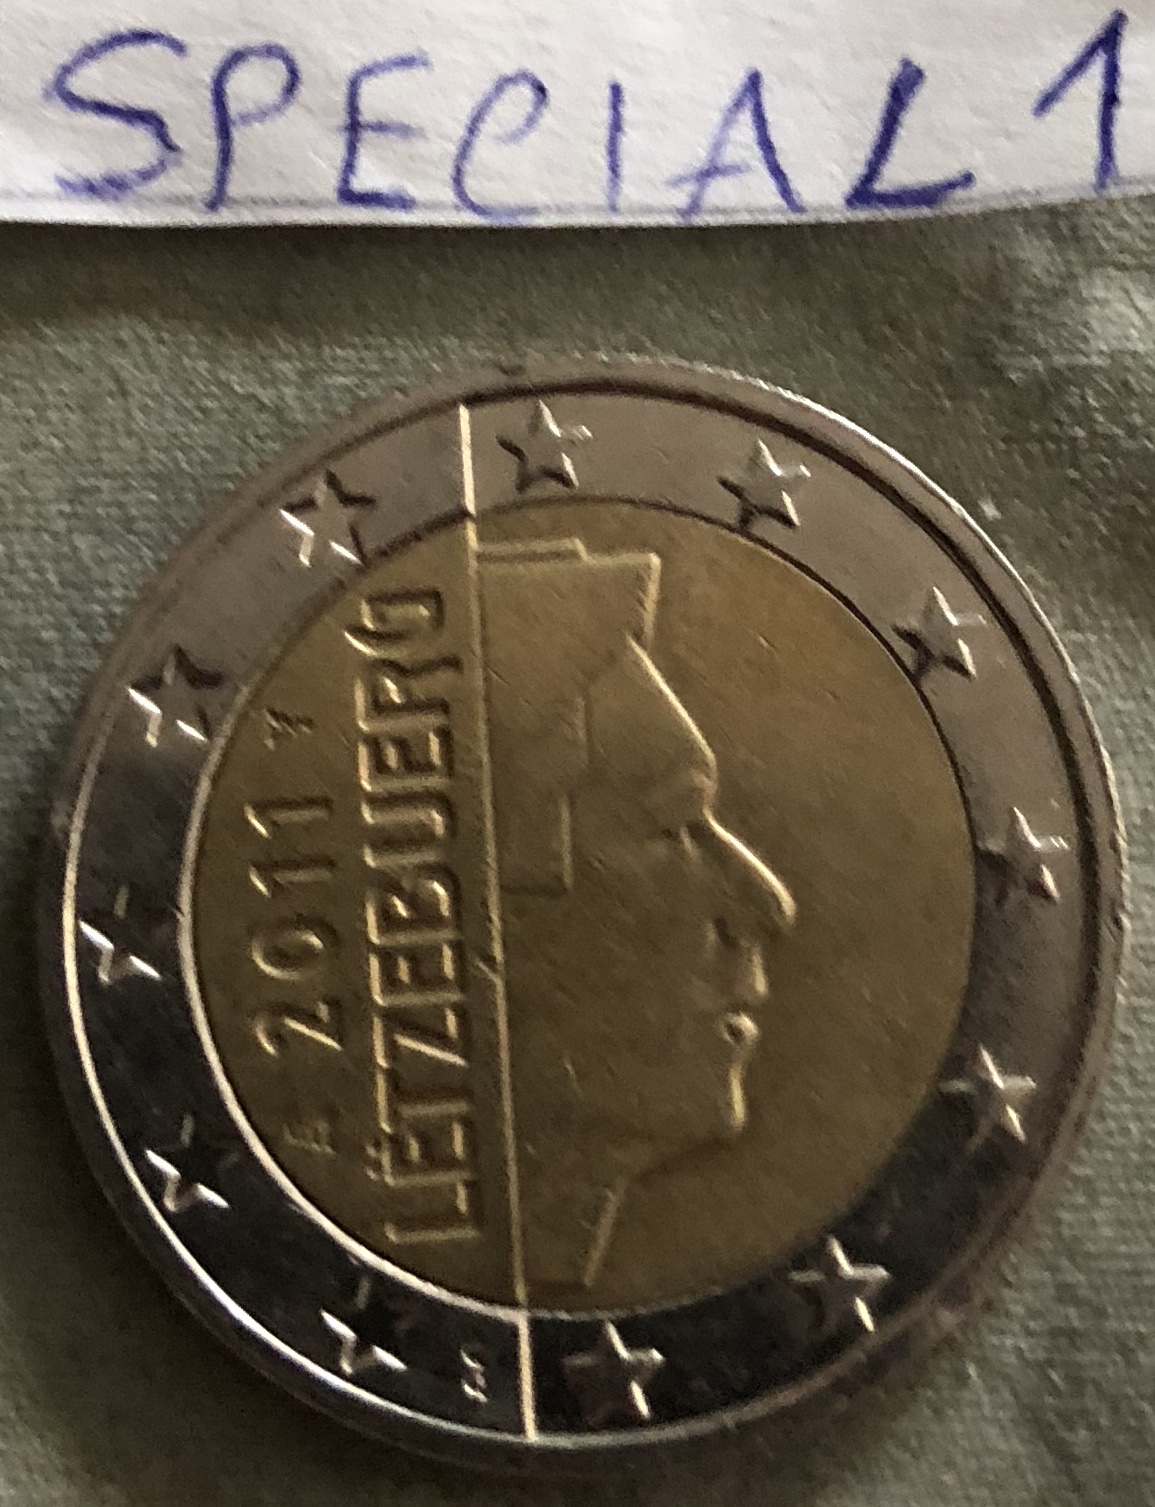 SPECIAL 1
2011
LËTZEBUERG